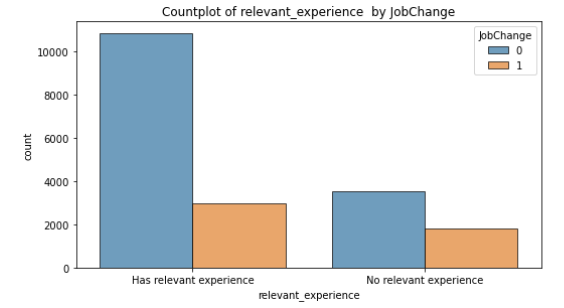 Countplot of relevant_experience by JobChange
JobChange
0
1
10000
8000
6000
4000
2000
0
count
Has relevant experience
No relevant experience
relevant_experience